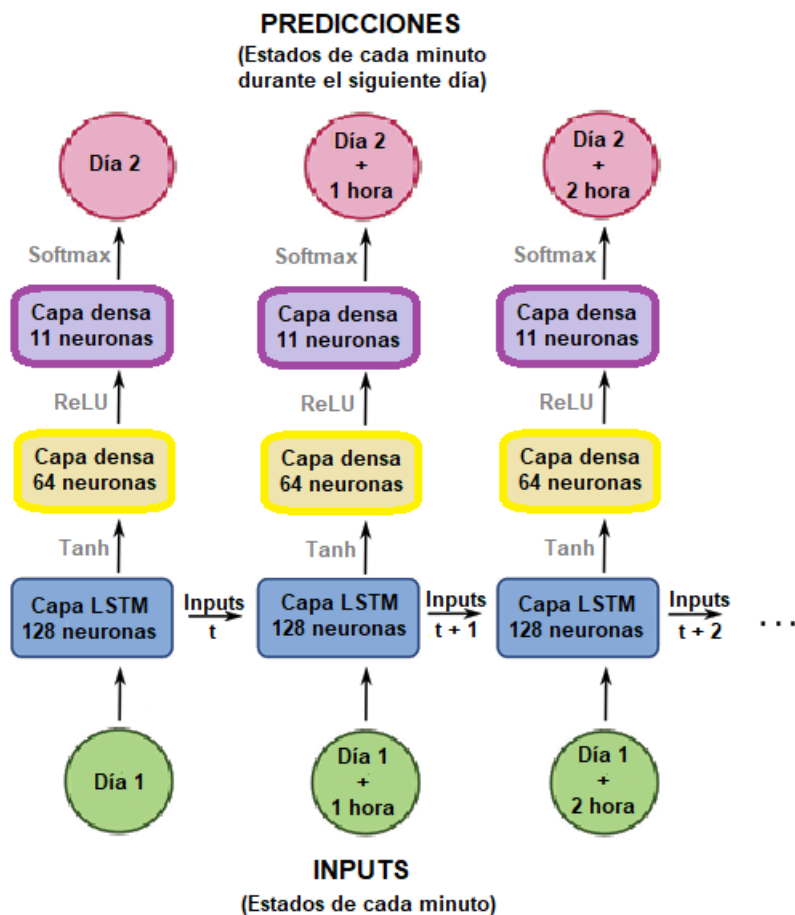 PREDICCIONES
(Estados de cada minuto
durante el siguiente día)
Día 2
Día 2
+
1 hora
Día 2
+
2 hora
Softmax
Softmax
Softmax
Capa densa
11 neuronas
Capa densa
11 neuronas
Capa densa
11 neuronas
ReLU
ReLU
ReLU
Capa densa
64 neuronas
Capa densa
64 neuronas
Capa densa
64 neuronas
Tanh
Tanh
Tanh
Capa LSTM
128 neuronas
Inputs
t
Capa LSTM
128 neuronas
Inputs
t + 1
Capa LSTM
128 neuronas
Inputs
t + 2
...
Día 1
Día 1
+
1 hora
Día 1
+
2 hora
INPUTS
(Estados de cada minuto)